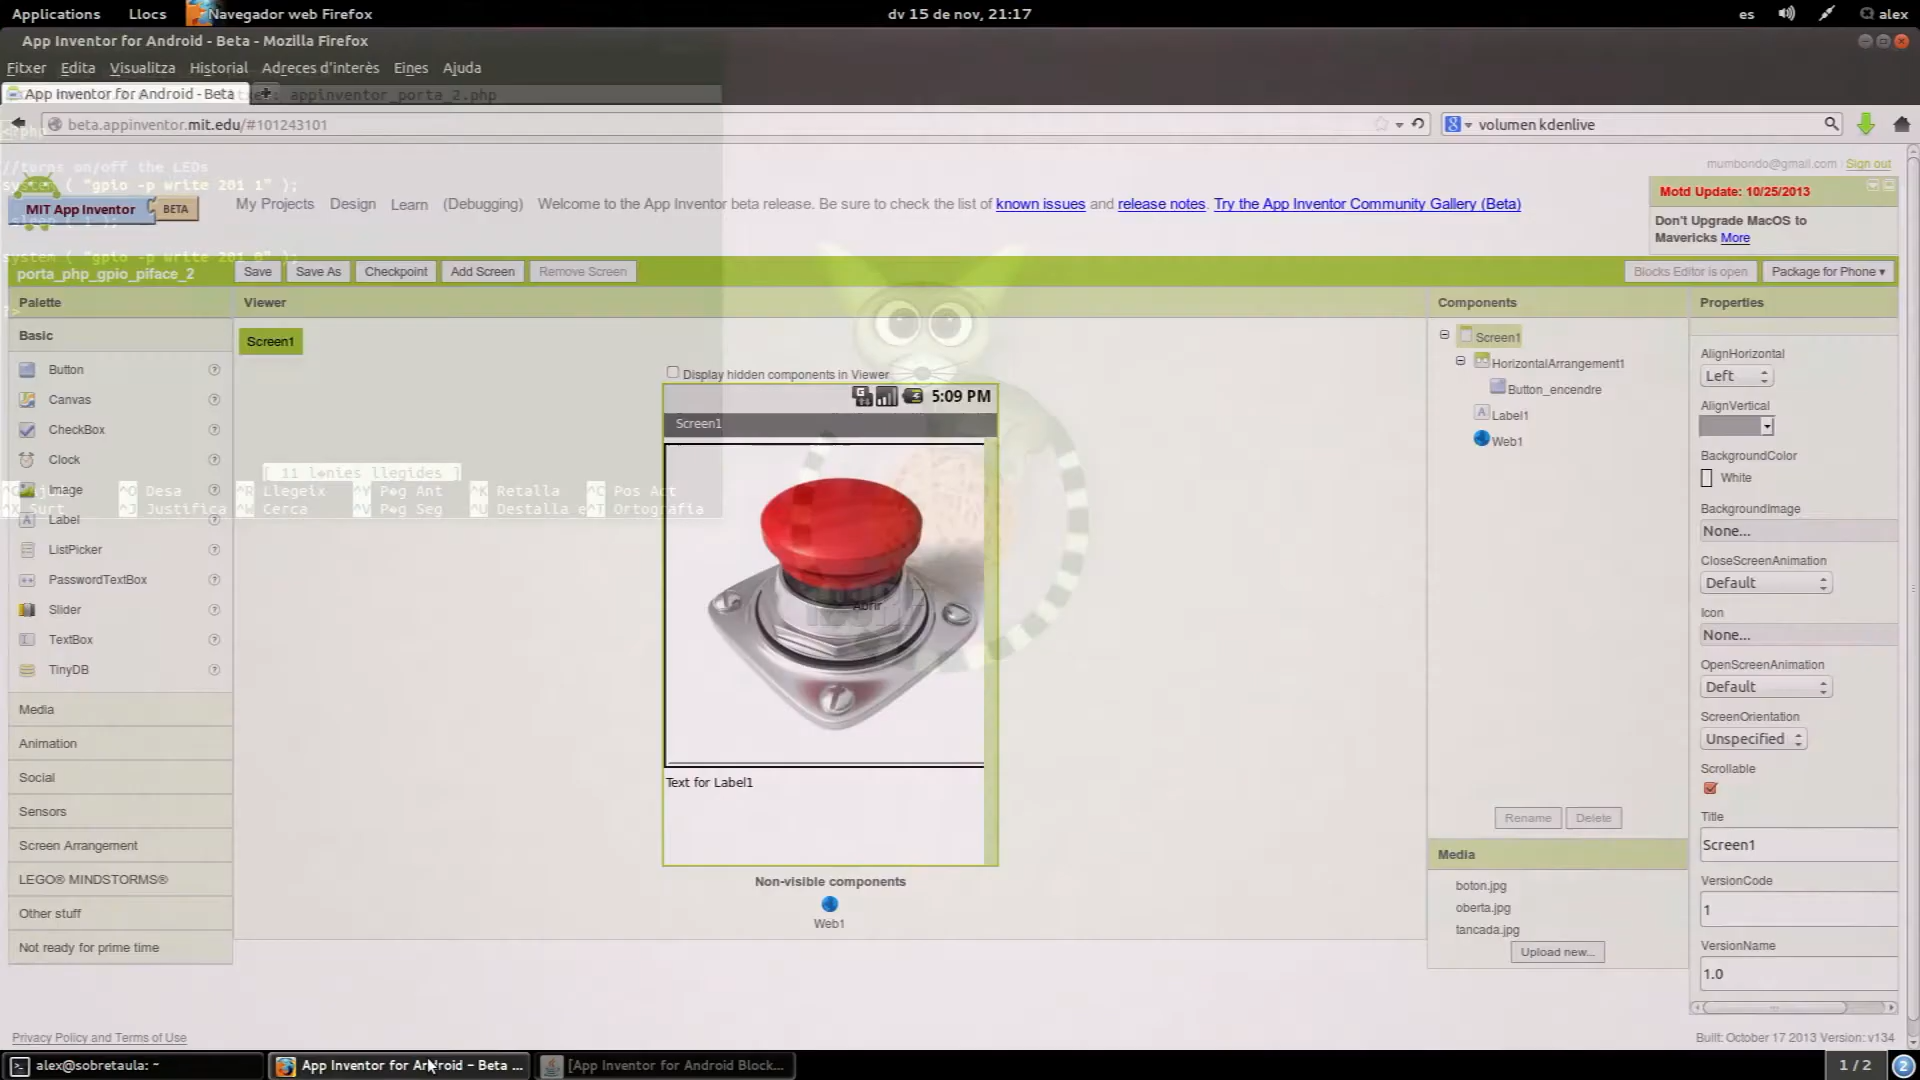 Applications Llocs Navegador web Firefox dv 15 de nov, 21:17 es alex
App Inventor for Android - Beta - Mozilla Firefox
Fitxer Edita Visualitza Historial Adreces d'interès Eines Ajuda
App Inventor for Android - Beta + appinventor_porta_2.php
beta.appinventor.mit.edu/#101243101 volumen kdenlive
<?php
mumbondo@gmail.com Sign out
//turns on/off the LEDs
system ( "gpio -p write 201 1" );
Motd Update: 10/25/2013
MIT App Inventor BETA My Projects Design Learn (Debugging) Welcome to the App Inventor beta release. Be sure to check the list of known issues and release notes. Try the App Inventor Community Gallery (Beta)
sleep ( 1 );
Don't Upgrade MacOS to
Mavericks More
system ( "gpio -p write 201 0" );
porta_php_gpio_piface_2 Save Save As Checkpoint Add Screen Remove Screen Blocks Editor is open Package for Phone
?>
Palette Viewer Components Properties
Basic
Screen1
Button
Canvas
CheckBox
Clock
Image
Label
ListPicker
PasswordTextBox
Slider
TextBox
TinyDB
Media
Animation
Social
Sensors
Screen Arrangement
LEGO® MINDSTORMS®
Other stuff
Not ready for prime time
llegides ]
^O Desa ^R Llegeix ^K Retalla ^C Pos Act
^X Surt ^J Justifica ^W Cerca ^T Ortografia
Display hidden components in Viewer
5:09 PM
Screen1
Abrir
Text for Label1
Non-visible components
Web1
Screen1
HorizontalArrangement1
Button_encendre
Label1
Web1
Rename Delete
Media
boton.jpg
oberta.jpg
tancada.jpg
Upload new...
AlignHorizontal
Left
AlignVertical
BackgroundColor
White
BackgroundImage
None...
CloseScreenAnimation
Default
Icon
None...
OpenScreenAnimation
Default
ScreenOrientation
Unspecified
Scrollable
Title
Screen1
VersionCode
1
VersionName
1.0
Privacy Policy and Terms of Use Built: October 17 2013 Version: v134
alex@sobretaula: ~ App Inventor for Android - Beta ... [App Inventor for Android Block... 1 / 2 2